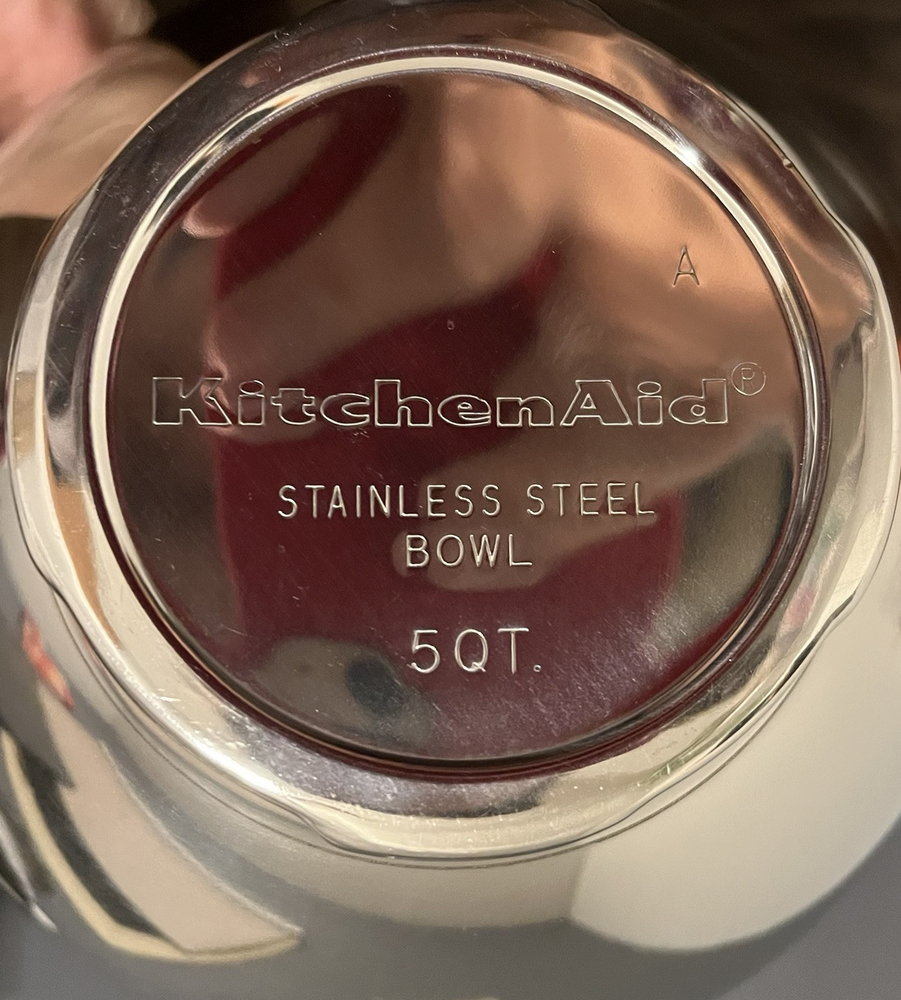 A
KitchenAid®
STAINLESS STEEL
BOWL
5QT.